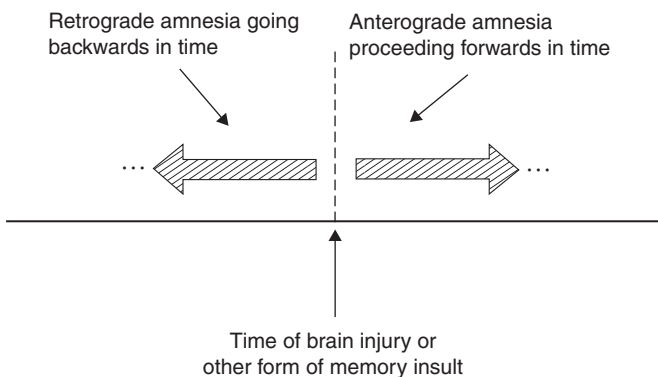 Retrograde amnesia going
backwards in time
Anterograde amnesia
proceeding forwards in time
... ...
Time of brain injury or
other form of memory insult